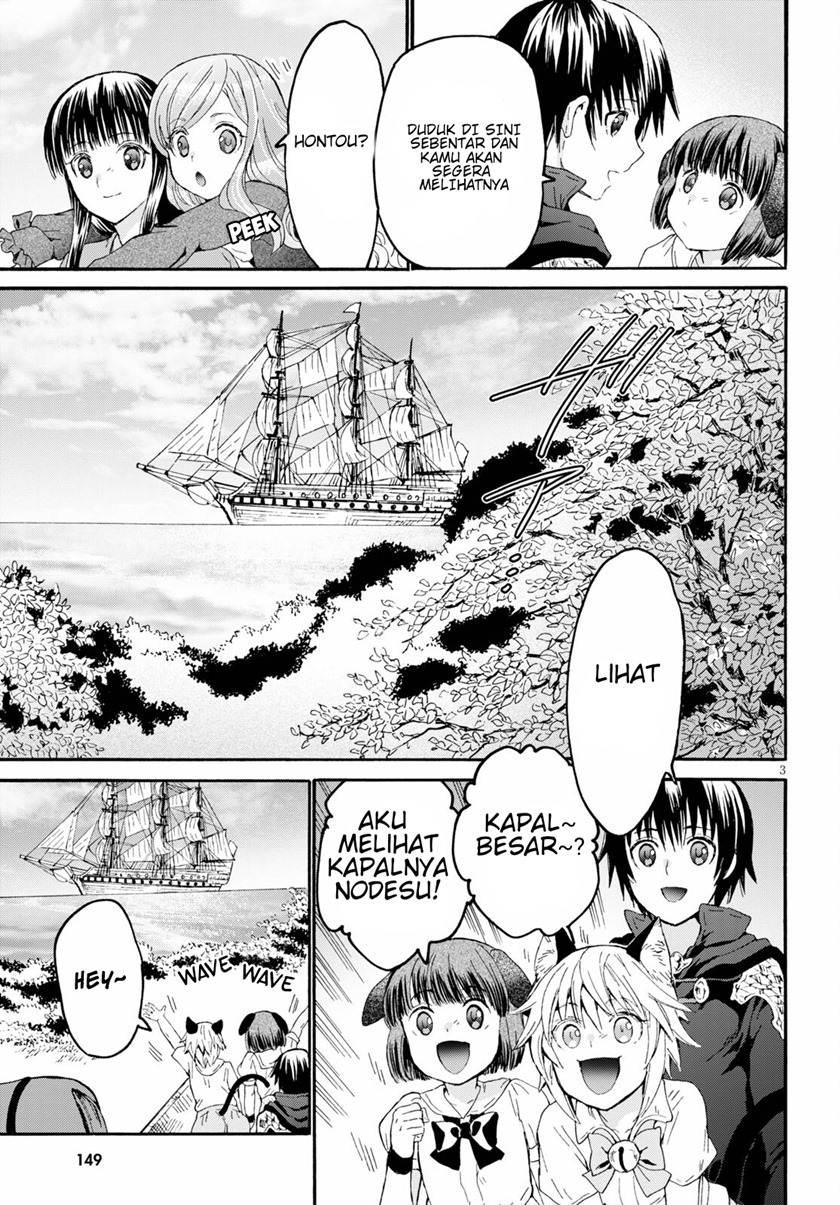 DUDUK DI SINI
SEBENTAR DAN
KAMU AKAN
SEGERA
MELIHATNYA
HONTOU?
PEEK
LIHAT
3
KAPAL~
BESAR~?
AKU
MELIHAT
KAPALNYA
NODESU!
HEY~
WAVE WAVE
149